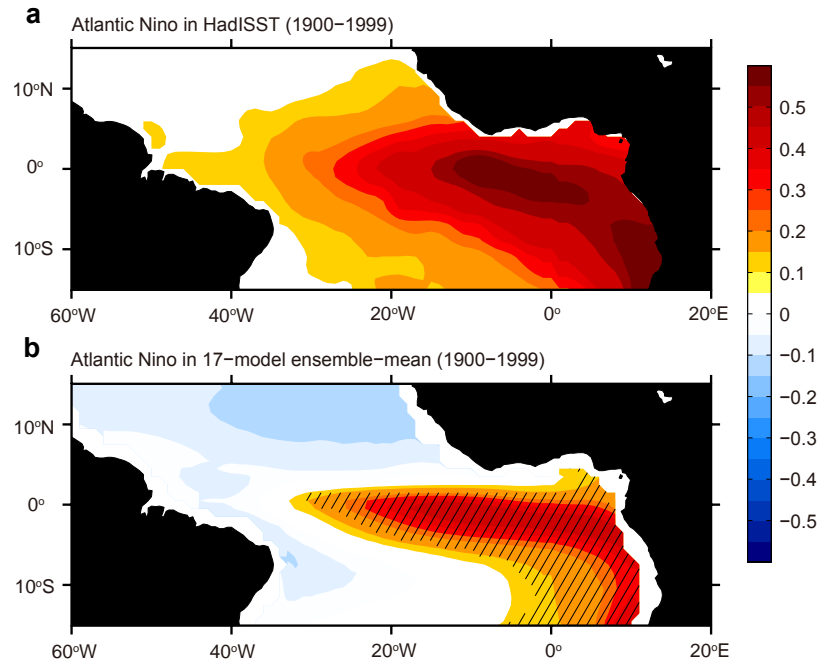 a
Atlantic Nino in HadISST (1900−1999)
10°N
0°
10°S
60°W 40°W 20°W 0° 20°E
b
Atlantic Nino in 17−model ensemble−mean (1900−1999)
10°N
0°
10°S
60°W 40°W 20°W 0° 20°E
0.5
0.4
0.3
0.2
0.1
0
−0.1
−0.2
−0.3
−0.4
−0.5